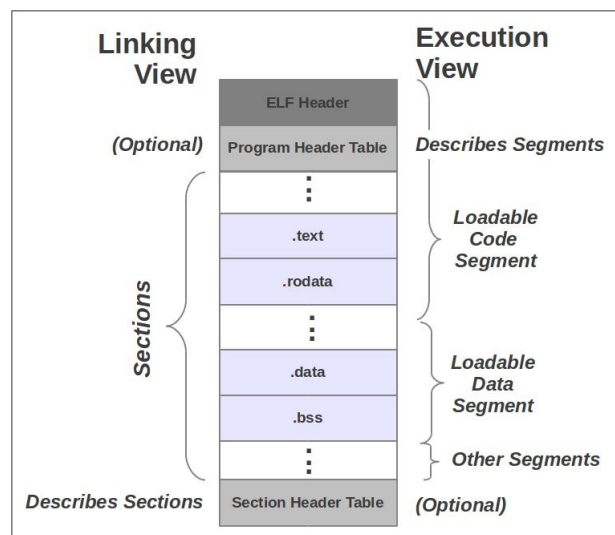 Linking
View
Execution
View
ELF Header
(Optional)
Program Header Table
Describes Segments
⋮
.text
.rodata
⋮
.data
.bss
⋮
Sections
Loadable
Code
Segment
Loadable
Data
Segment
Other Segments
Describes Sections
Section Header Table
(Optional)